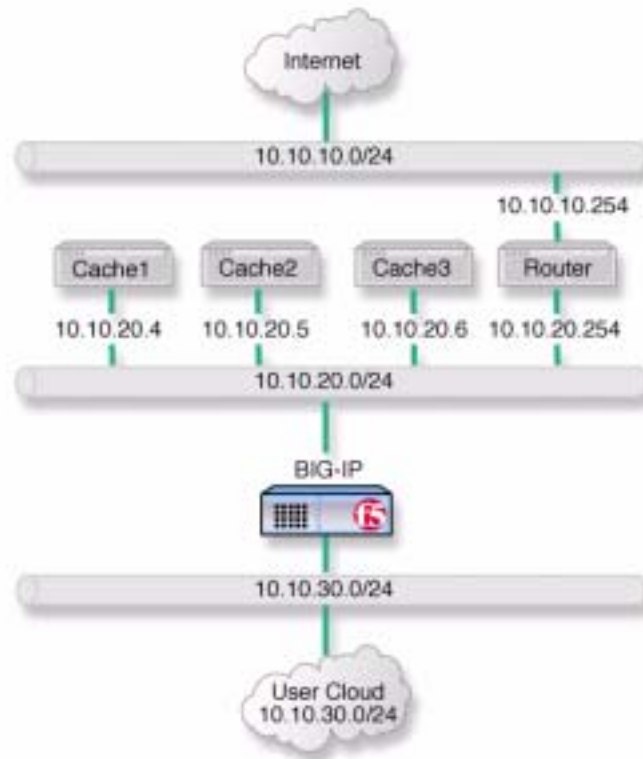 Internet
10.10.10.0/24
10.10.10.254
Cache1
Cache2
Cache3
Router
10.10.20.4
10.10.20.5
10.10.20.6
10.10.20.254
10.10.20.0/24
BIG-IP
f5
10.10.30.0/24
User Cloud
10.10.30.0/24